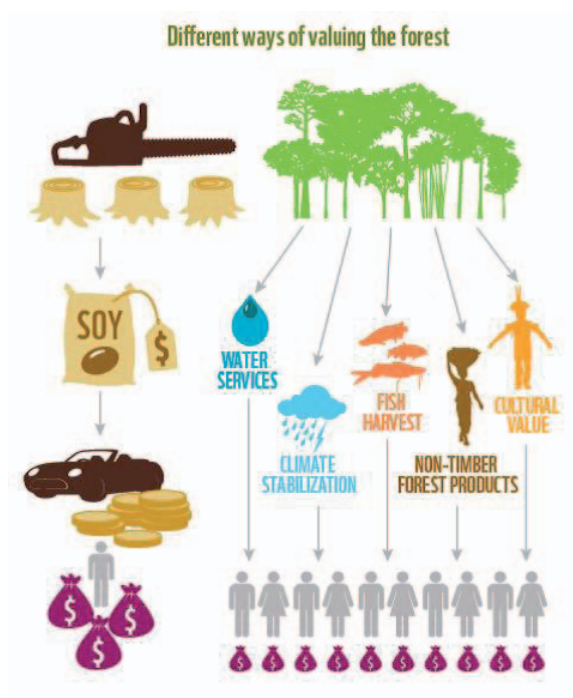 Different ways of valuing the forest
SOY
$
WATER
SERVICES
FISH
HARVEST
CULTURAL
VALUE
CLIMATE
STABILIZATION
NON-TIMBER
FOREST PRODUCTS
$
$
$
$ $ $ $ $ $ $ $ $ $